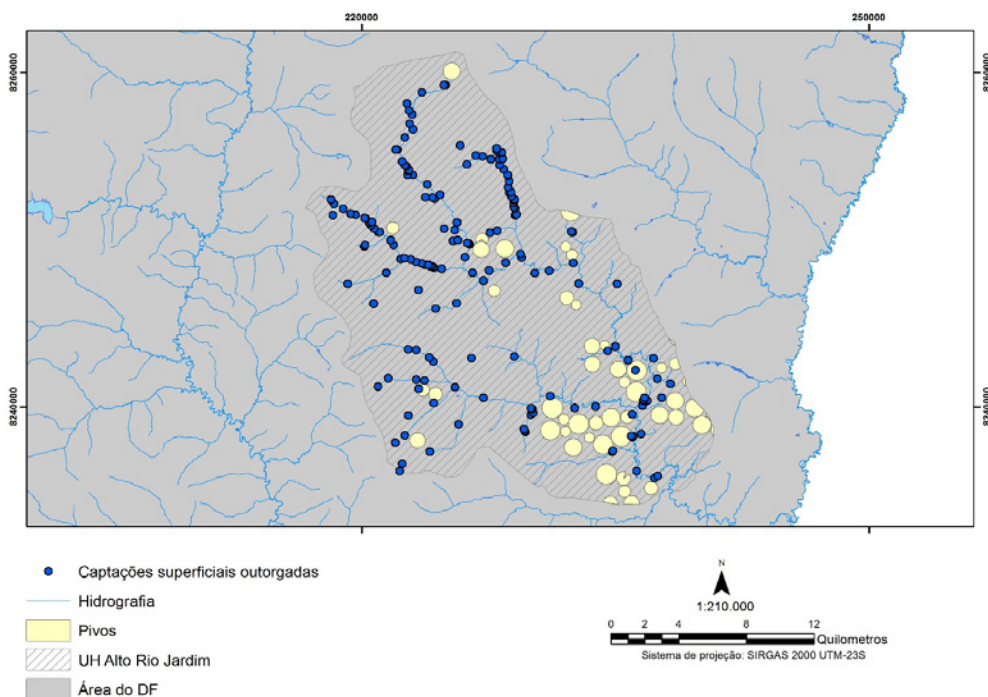 220000
250000
8260000
8260000
8240000
8240000
Captações superficiais outorgadas
Hidrografia
Pivos
UH Alto Rio Jardim
Área do DF
N
1:210.000
0 2 4 8 12
Quilometros
Sistema de projeção: SIRGAS 2000 UTM-23S